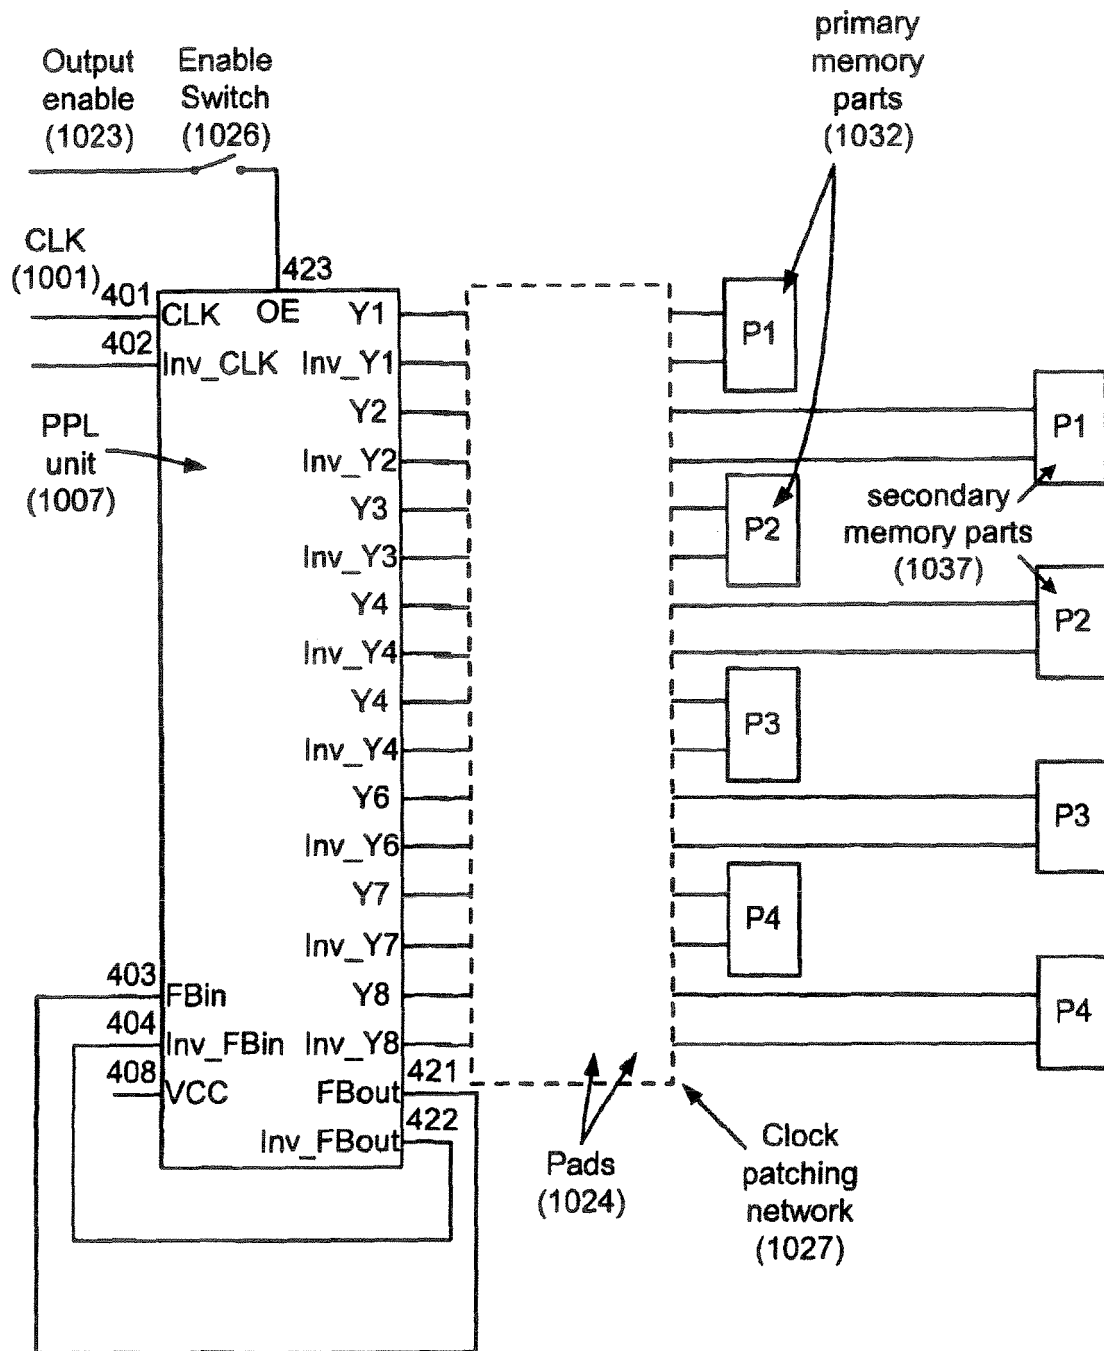 Output
enable
(1023)
Enable
Switch
(1026)
primary
memory
parts
(1032)
CLK
(1001)
401
402
423
CLK
OE
Inv_CLK
PPL
unit
(1007)
Y1
Inv_Y1
Y2
Inv_Y2
Y3
Inv_Y3
Y4
Inv_Y4
Y4
Inv_Y4
Y6
Inv_Y6
Y7
Inv_Y7
Y8
Inv_Y8
403
FBin
404
Inv_FBin
408
VCC
421
FBout
422
Inv_FBout
P1
P2
P3
P4
P1
secondary
memory parts
(1037)
P2
P3
P4
Pads
(1024)
Clock
patching
network
(1027)